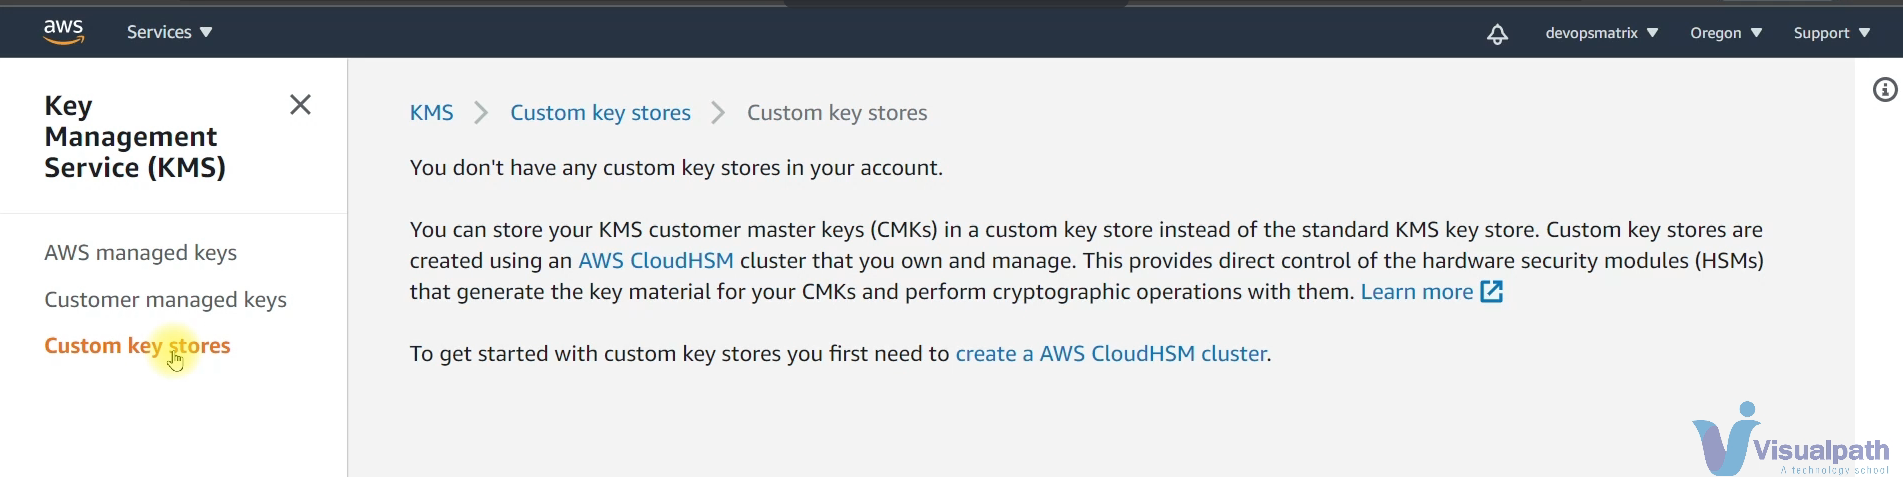 aws
Services
devopsmatrix
Oregon
Support
Key
Management
Service (KMS)
AWS managed keys
Customer managed keys
Custom key stores
KMS
Custom key stores
Custom key stores
You don't have any custom key stores in your account.
You can store your KMS customer master keys (CMKs) in a custom key store instead of the standard KMS key store. Custom key stores are
created using an AWS CloudHSM cluster that you own and manage. This provides direct control of the hardware security modules (HSMs)
that generate the key material for your CMKs and perform cryptographic operations with them. Learn more
To get started with custom key stores you first need to create a AWS CloudHSM cluster.
Visualpath
A technology school